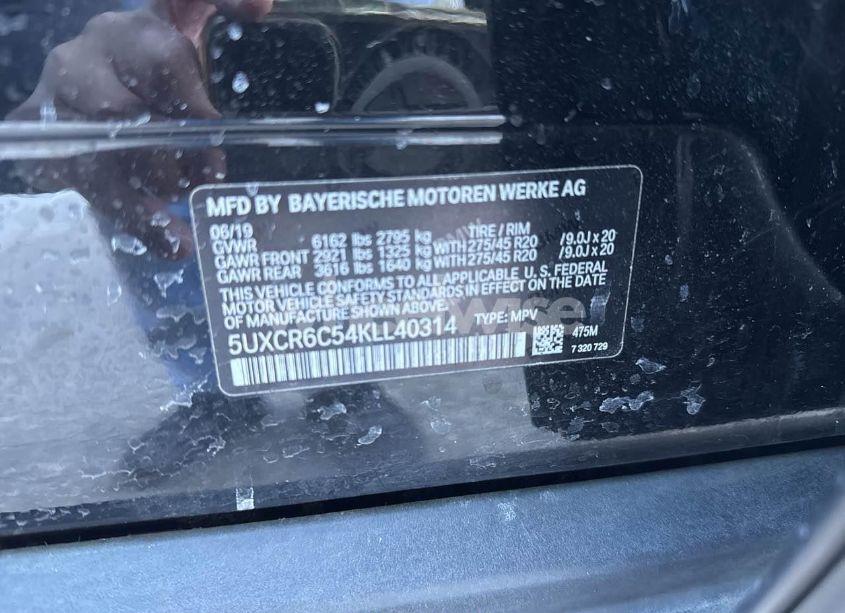 MFD BY BAYERISCHE MOTOREN WERKE AG
06/19 TIRE / RIM
GVWR 6162 lbs 2795 kg
GAWR FRONT 2921 lbs 1325 kg WITH 275/45 R20 /9.0J x 20
GAWR REAR 3616 lbs 1640 kg WITH 275/45 R20 /9.0J x 20
THIS VEHICLE CONFORMS TO ALL APPLICABLE U. S. FEDERAL
MOTOR VEHICLE SAFETY STANDARDS IN EFFECT ON THE DATE
OF MANUFACTURE SHOWN ABOVE.
5UXCR6C54KLL40314 TYPE: MPV
475M
7 320 729